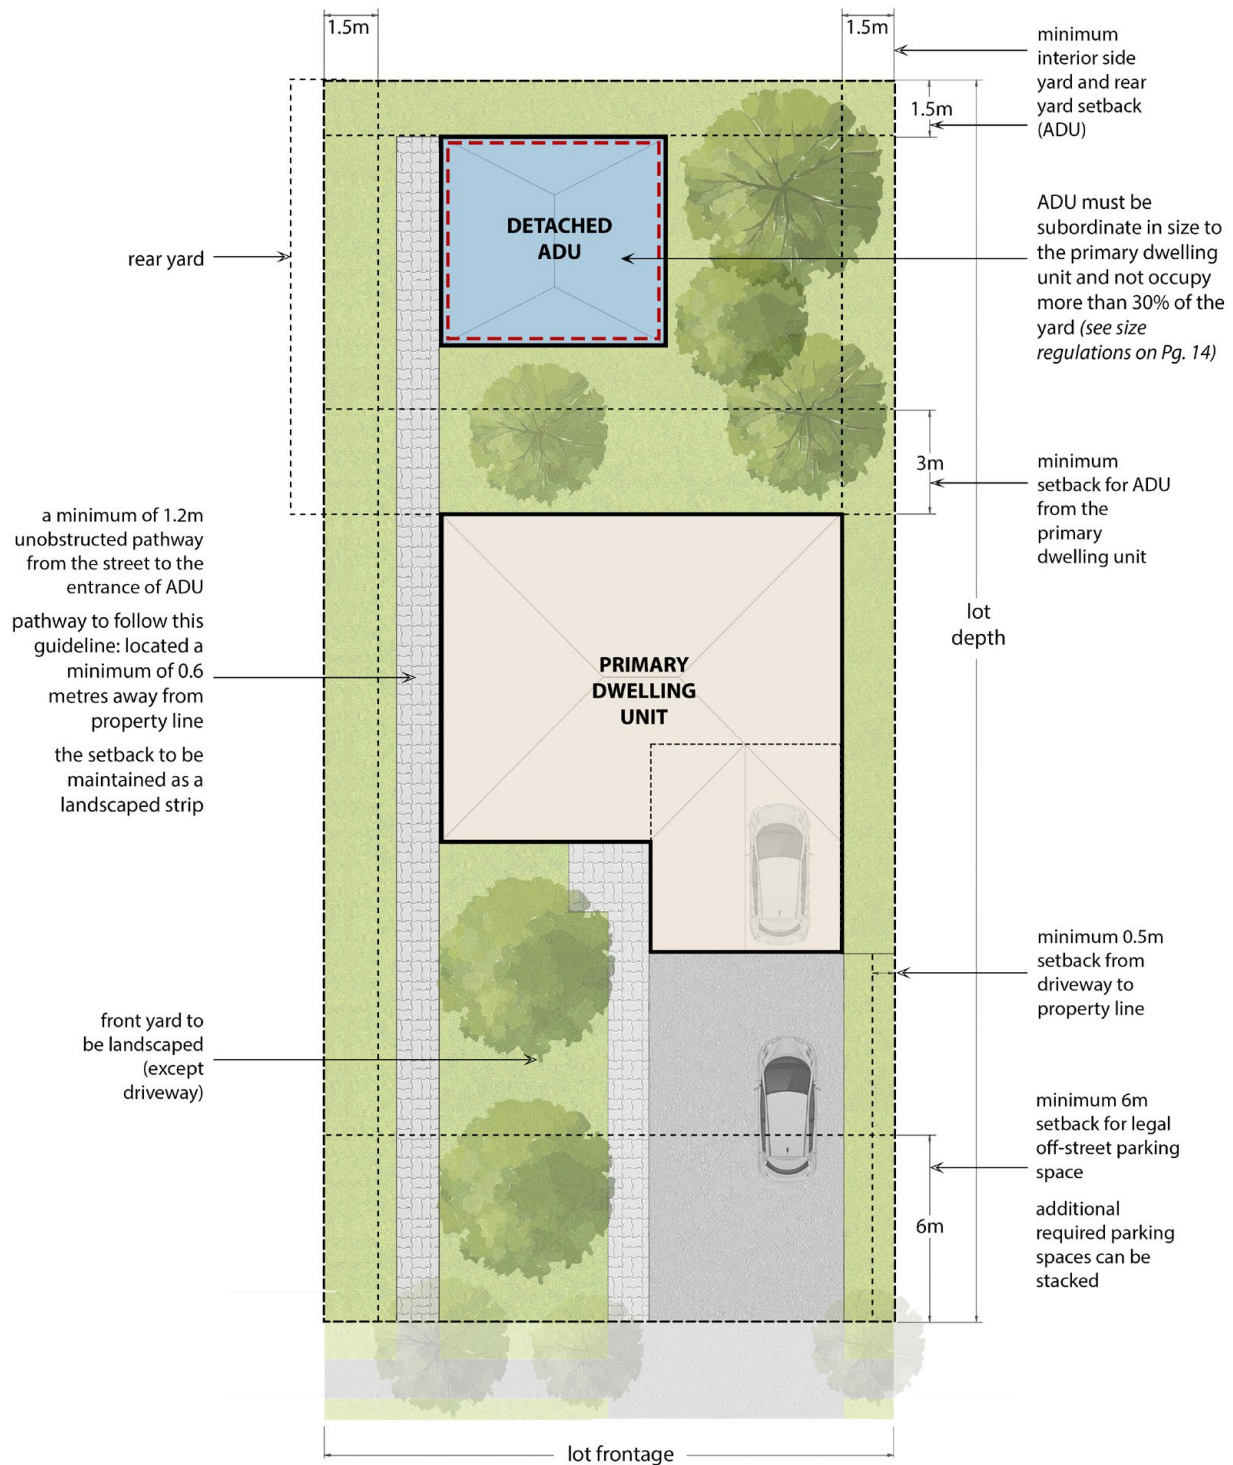 1.5m
1.5m
minimum
interior side
yard and rear
yard setback
(ADU)
1.5m
ADU must be
subordinate in size to
the primary dwelling
unit and not occupy
more than 30% of the
yard (see size
regulations on Pg. 14)
DETACHED
ADU
rear yard
3m
minimum
setback for ADU
from the
primary
dwelling unit
a minimum of 1.2m
unobstructed pathway
from the street to the
entrance of ADU
pathway to follow this
guideline: located a
minimum of 0.6
metres away from
property line
the setback to be
maintained as a
landscaped strip
lot
depth
PRIMARY
DWELLING
UNIT
minimum 0.5m
setback from
driveway to
property line
front yard to
be landscaped
(except
driveway)
minimum 6m
setback for legal
off-street parking
space
additional
required parking
spaces can be
stacked
6m
lot frontage